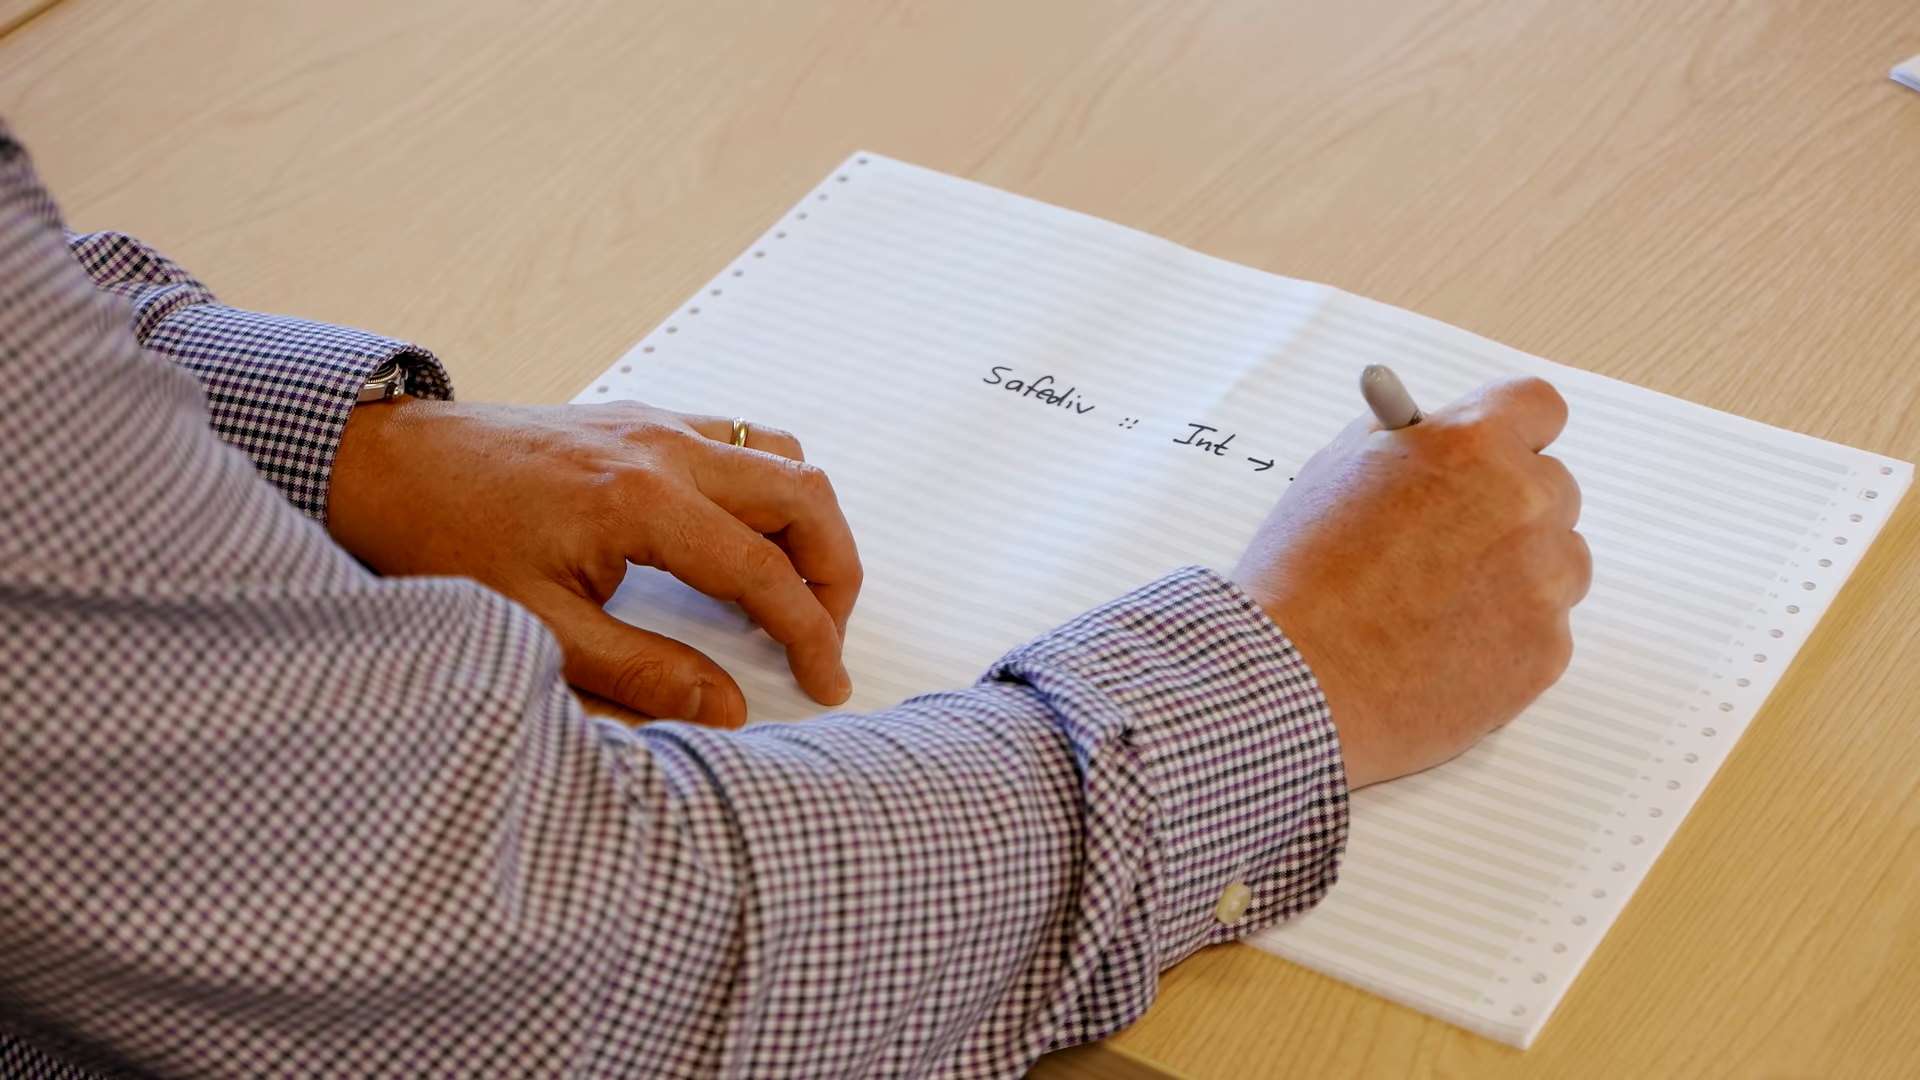 Safediv :: Int →